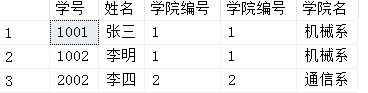 学号 姓名 学院编号 学院编号 学院名
1 1001 张三 1 1 机械系
2 1002 李明 1 1 机械系
3 2002 李四 2 2 通信系